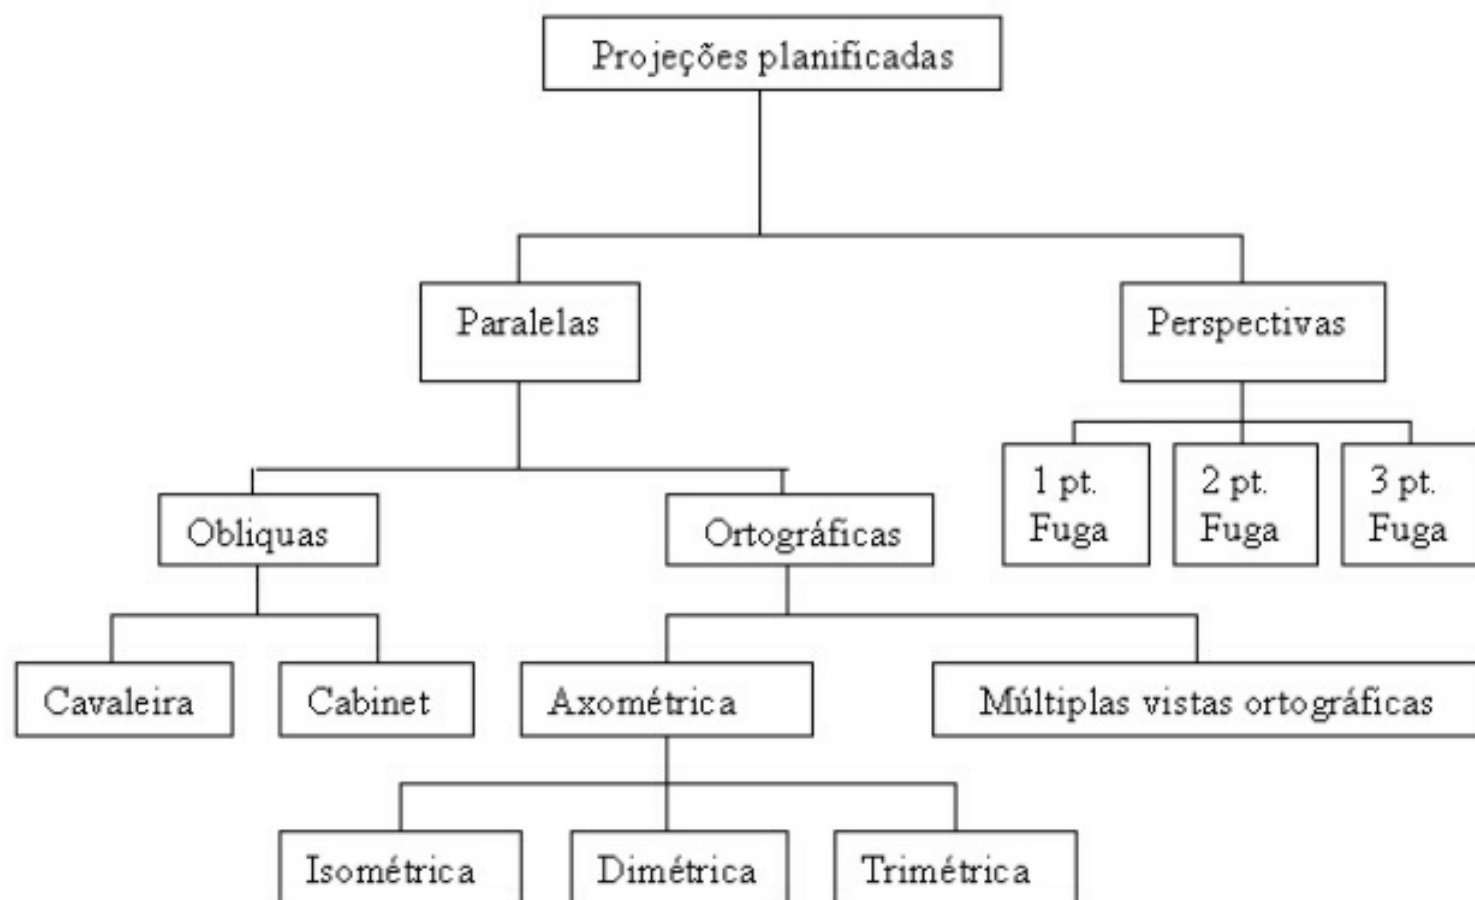 Projeções planificadas
Paralelas
Perspectivas
1 pt.
Fuga
2 pt.
Fuga
3 pt.
Fuga
Obliquas
Ortográficas
Cavaleira
Cabinet
Axométrica
Múltiplas vistas ortográficas
Isométrica
Dimétrica
Trimétrica